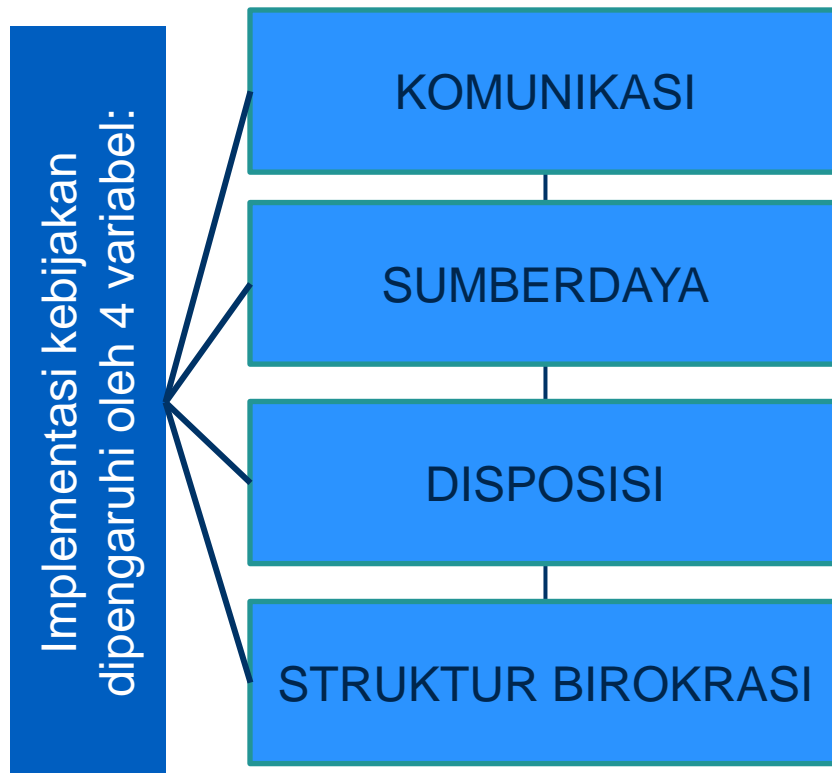 Implementasi kebijakan
dipengaruhi oleh 4 variabel:
KOMUNIKASI
SUMBERDAYA
DISPOSISI
STRUKTUR BIROKRASI